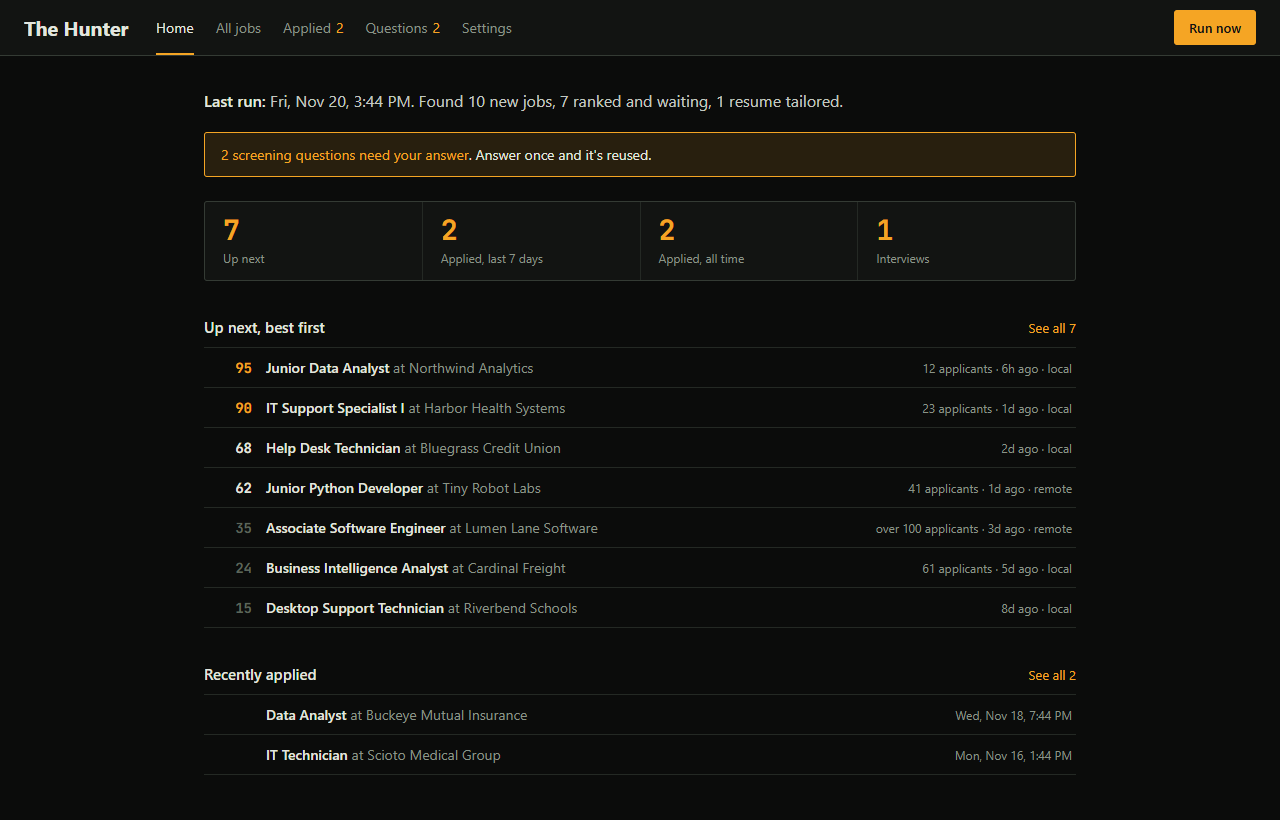 The Hunter Home All jobs Applied 2 Questions 2 Settings Run now
Last run: Fri, Nov 20, 3:44 PM. Found 10 new jobs, 7 ranked and waiting, 1 resume tailored.
2 screening questions need your answer. Answer once and it's reused.
7 2 2 1
Up next Applied, last 7 days Applied, all time Interviews
Up next, best first See all 7
95 Junior Data Analyst at Northwind Analytics 12 applicants · 6h ago · local
90 IT Support Specialist I at Harbor Health Systems 23 applicants · 1d ago · local
68 Help Desk Technician at Bluegrass Credit Union 2d ago · local
62 Junior Python Developer at Tiny Robot Labs 41 applicants · 1d ago · remote
35 Associate Software Engineer at Lumen Lane Software over 100 applicants · 3d ago · remote
24 Business Intelligence Analyst at Cardinal Freight 61 applicants · 5d ago · local
15 Desktop Support Technician at Riverbend Schools 8d ago · local
Recently applied See all 2
Data Analyst at Buckeye Mutual Insurance Wed, Nov 18, 7:44 PM
IT Technician at Scioto Medical Group Mon, Nov 16, 1:44 PM